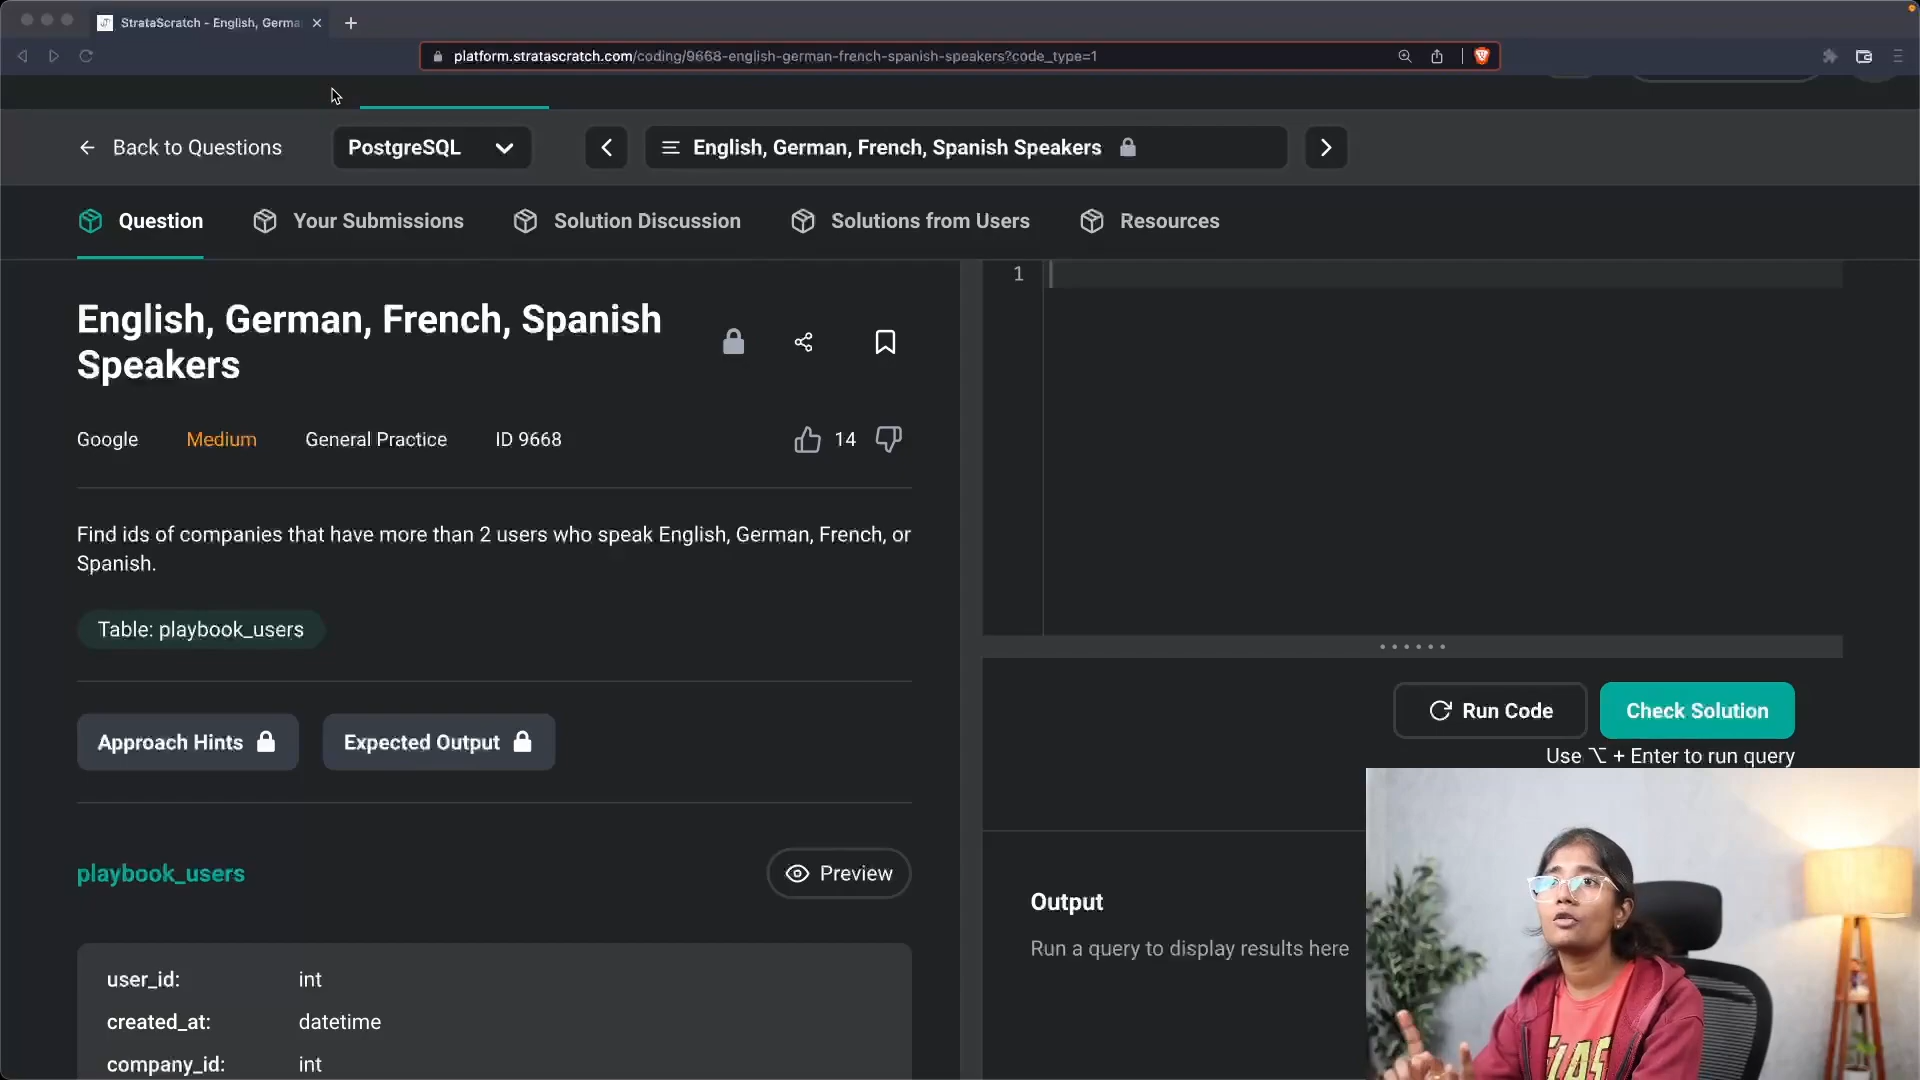 StrataScratch - English, Germa
platform.stratascratch.com/coding/9668-english-german-french-spanish-speakers?code_type=1
Back to Questions
PostgreSQL
English, German, French, Spanish Speakers
Question
Your Submissions
Solution Discussion
Solutions from Users
Resources
English, German, French, Spanish
Speakers
Google
Medium
General Practice
ID 9668
14
Find ids of companies that have more than 2 users who speak English, German, French, or
Spanish.
Table: playbook_users
Approach Hints
Expected Output
playbook_users
Preview
user_id: int
created_at: datetime
company_id: int
1
Run Code
Check Solution
Use ⌥ + Enter to run query
Output
Run a query to display results here